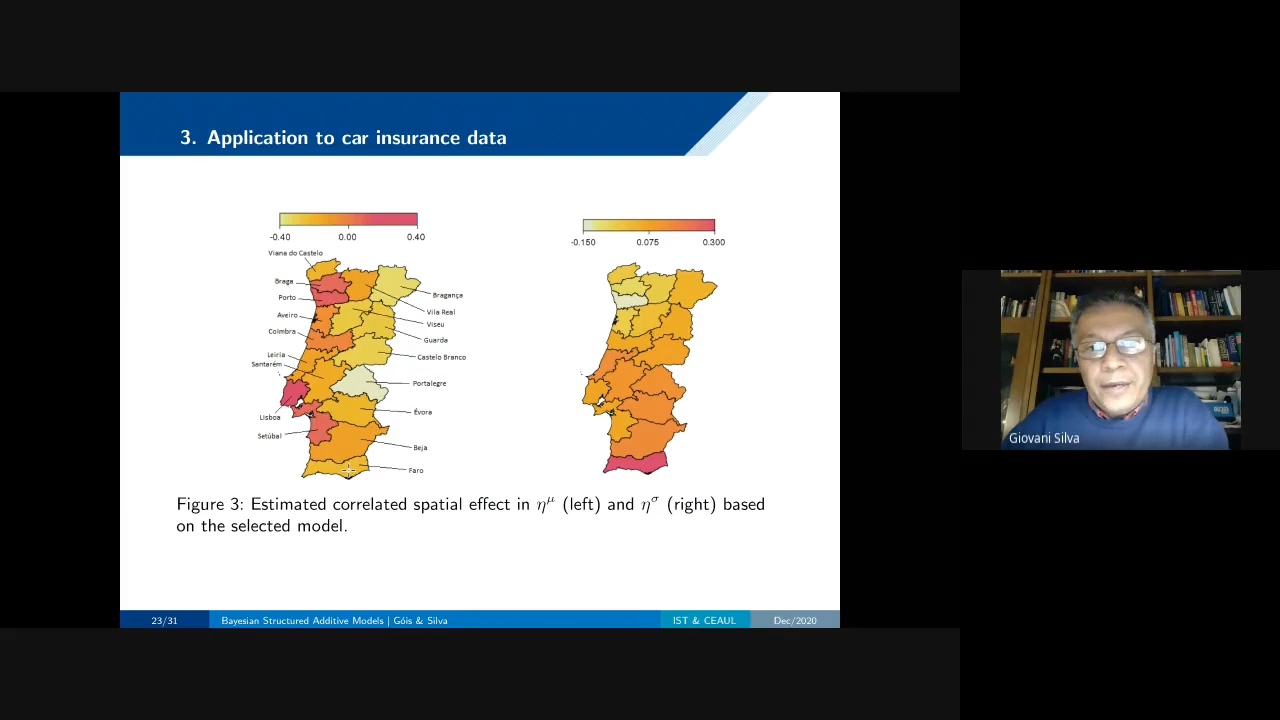 3. Application to car insurance data
-0.40 0.00 0.40
-0.150 0.075 0.300
Viana do Castelo
Braga
Porto
Aveiro
Coimbra
Leiria
Santarém
Lisboa
Setúbal
Bragança
Vila Real
Viseu
Guarda
Castelo Branco
Portalegre
Évora
Beja
Faro
Figure 3: Estimated correlated spatial effect in η^μ (left) and η^σ (right) based
on the selected model.
23/31 Bayesian Structured Additive Models | Góis & Silva IST & CEAUL Dec/2020
Giovani Silva